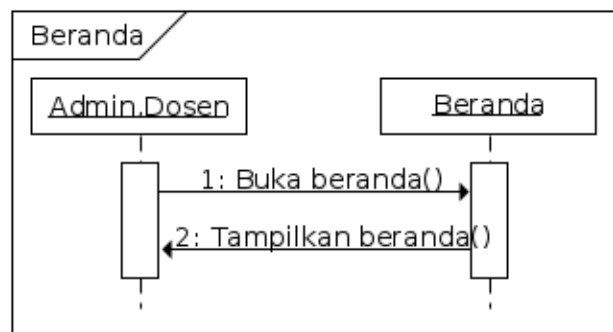 Beranda
Admin,Dosen
Beranda
1: Buka beranda()
2: Tampilkan beranda()